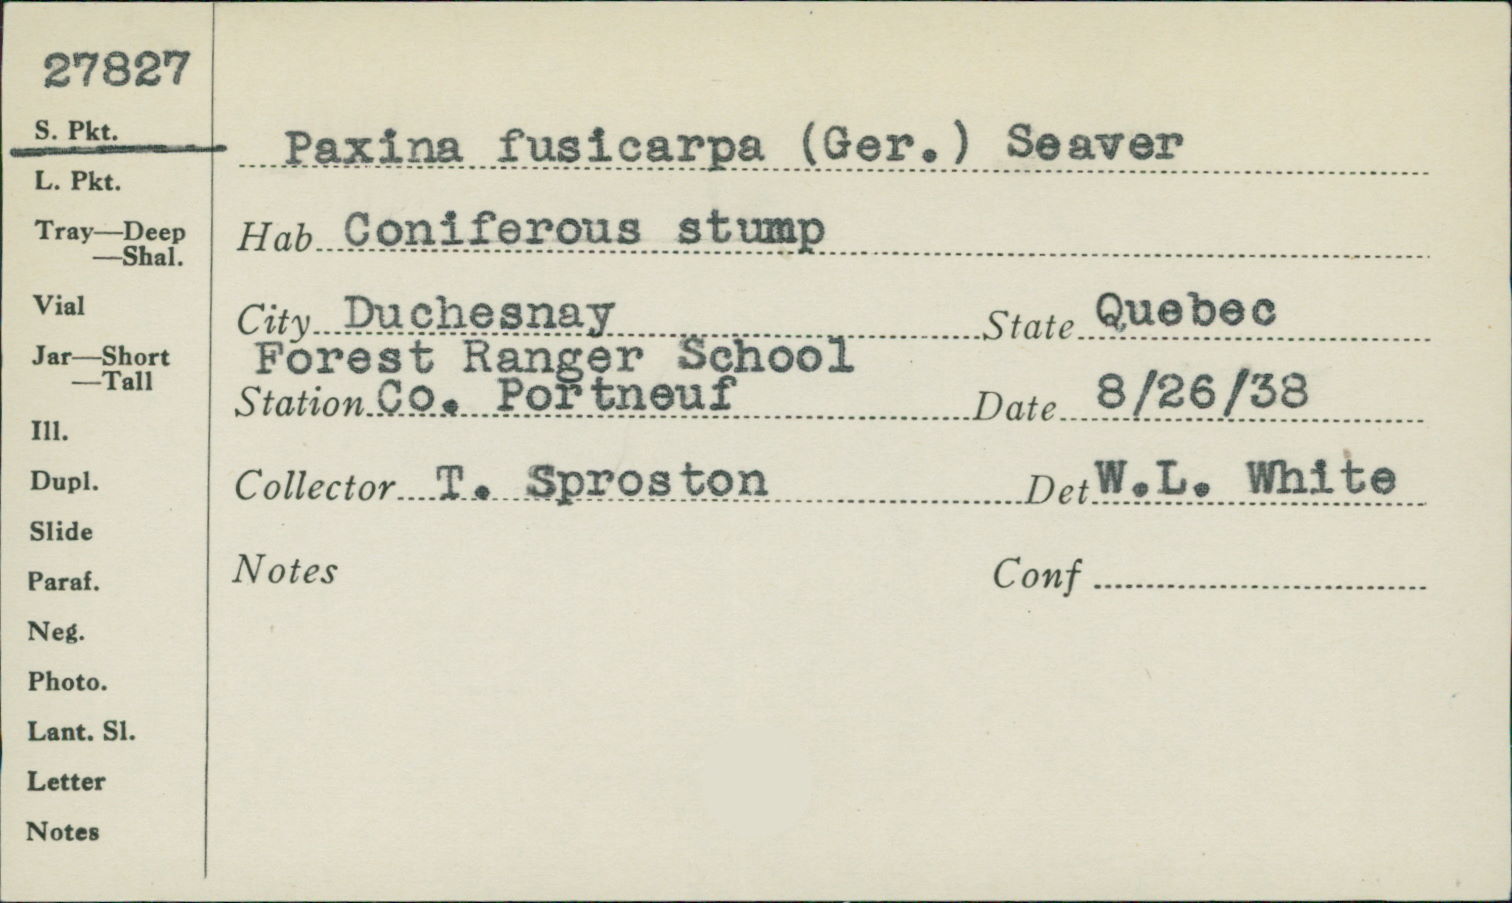 27827
S. Pkt.
L. Pkt.
Tray—Deep
—Shal.
Vial
Jar—Short
—Tall
Ill.
Dupl.
Slide
Paraf.
Neg.
Photo.
Lant. Sl.
Letter
Notes
Paxina fusicarpa (Ger.) Seaver
Hab Coniferous stump
City Duchesnay State Quebec
Forest Ranger School
Station Co. Portneuf Date 8/26/38
Collector T. Sproston Det W.L. White
Notes Conf